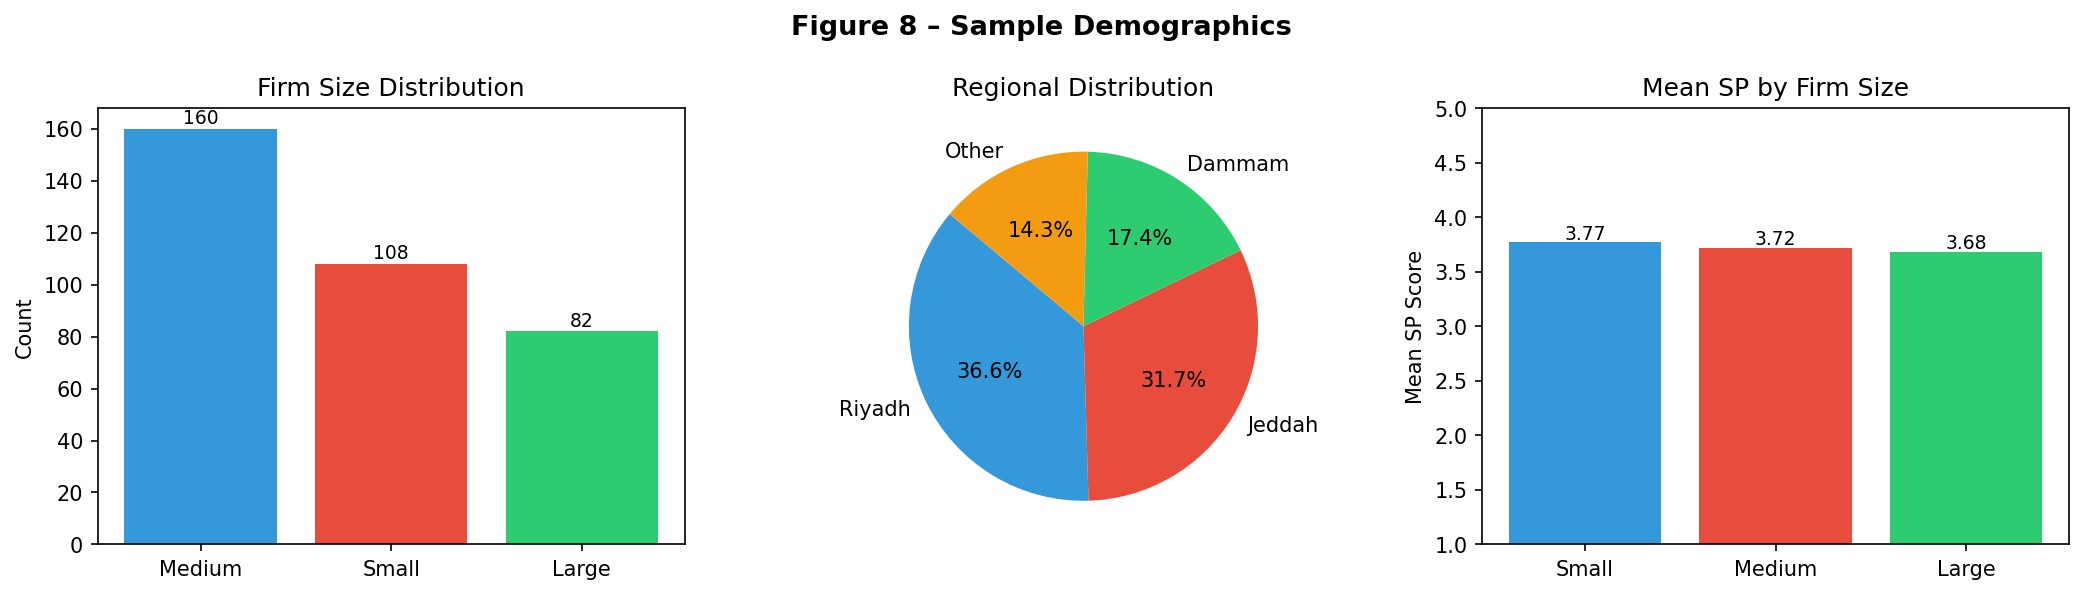 Figure 8 – Sample Demographics
Firm Size Distribution
Count
160
140
120
100
80
60
40
20
0
160
108
82
Medium
Small
Large
Regional Distribution
Other
Dammam
14.3%
17.4%
36.6%
31.7%
Riyadh
Jeddah
Mean SP by Firm Size
Mean SP Score
5.0
4.5
4.0
3.5
3.0
2.5
2.0
1.5
1.0
3.77
3.72
3.68
Small
Medium
Large